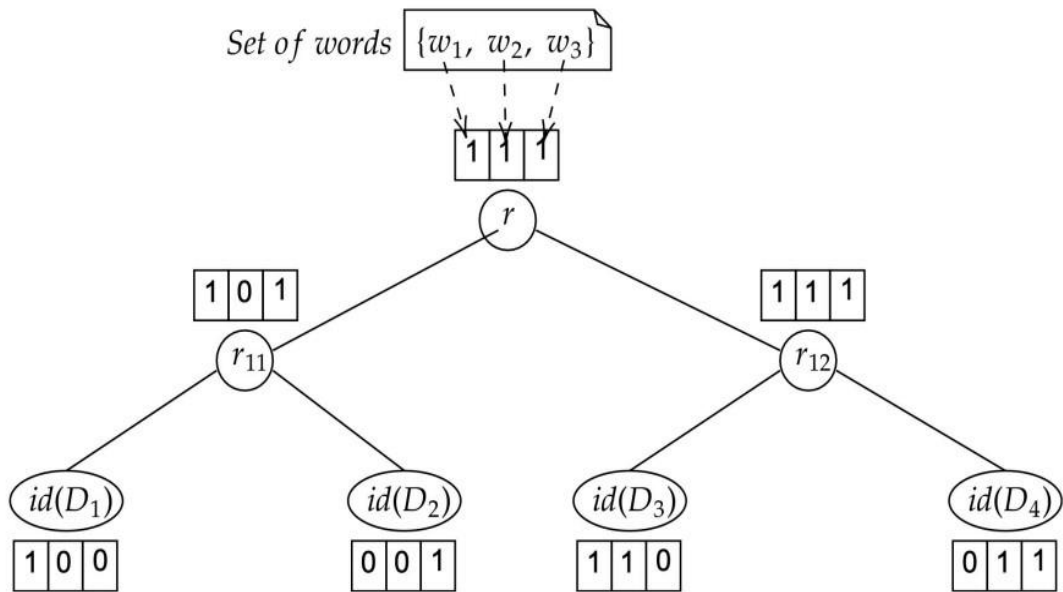 Set of words {w₁, w₂, w₃}
1 1 1
r
1 0 1 1 1 1
r₁₁ r₁₂
id(D₁) id(D₂) id(D₃) id(D₄)
1 0 0 0 0 1 1 1 0 0 1 1